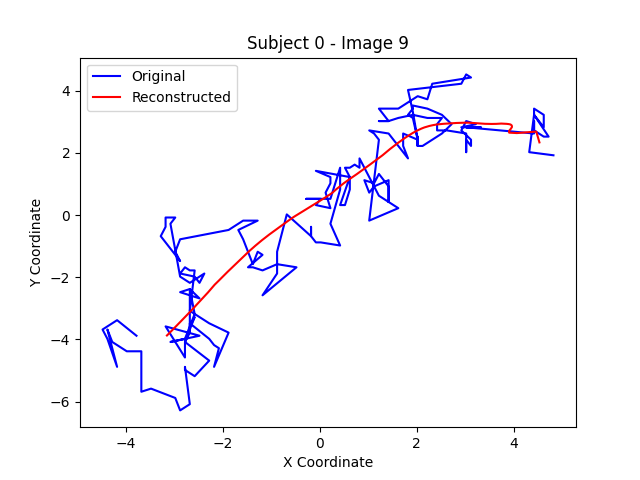 Subject 0 - Image 9
Original
Reconstructed
Y Coordinate
4
2
0
−2
−4
−6
−4
−2
0
2
4
X Coordinate